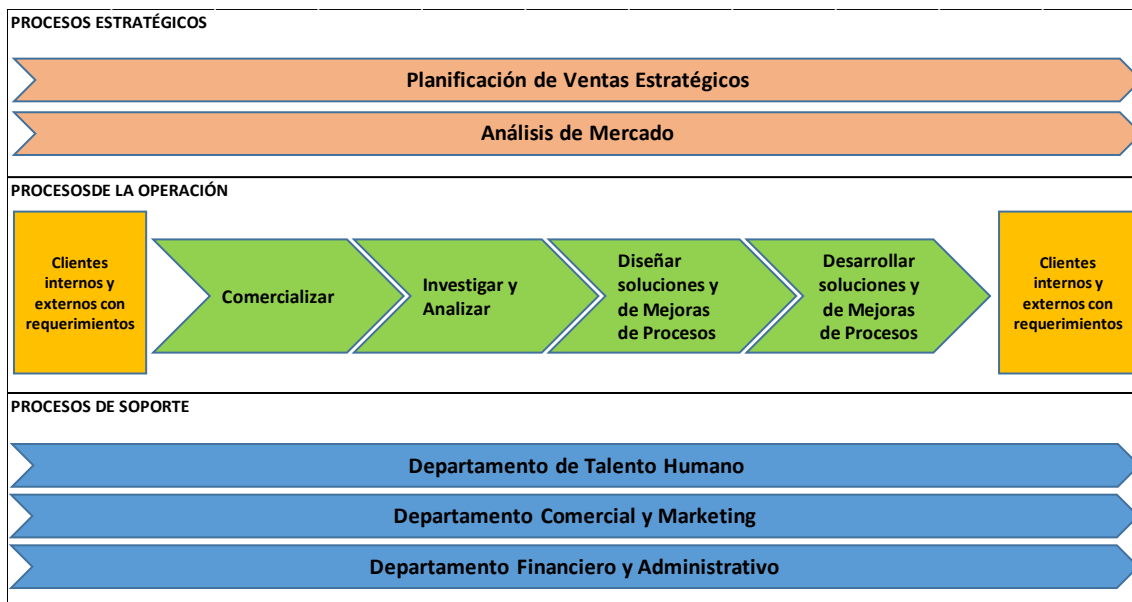 PROCESOS ESTRATÉGICOS
Planificación de Ventas Estratégicos
Análisis de Mercado
PROCESOSDE LA OPERACIÓN
Clientes
internos y
externos con
requerimientos
Comercializar
Investigar y
Analizar
Diseñar
soluciones y
de Mejoras
de Procesos
Desarrollar
soluciones y
de Mejoras
de Procesos
Clientes
internos y
externos con
requerimientos
PROCESOS DE SOPORTE
Departamento de Talento Humano
Departamento Comercial y Marketing
Departamento Financiero y Administrativo